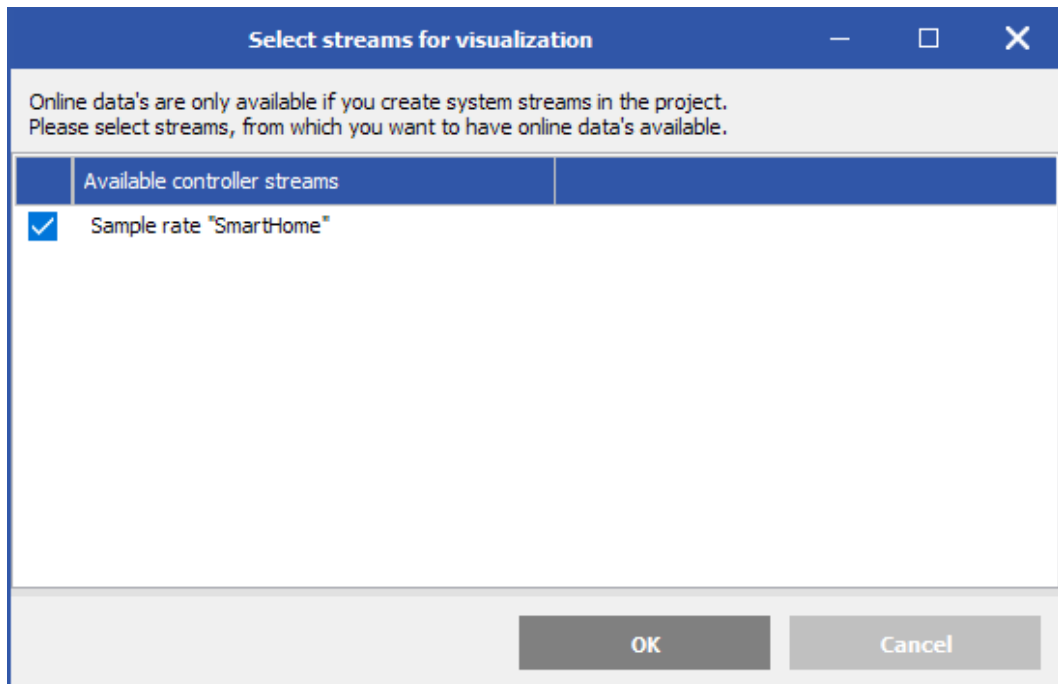 Select streams for visualization
Online data's are only available if you create system streams in the project.
Please select streams, from which you want to have online data's available.
Available controller streams
Sample rate "SmartHome"
OK
Cancel